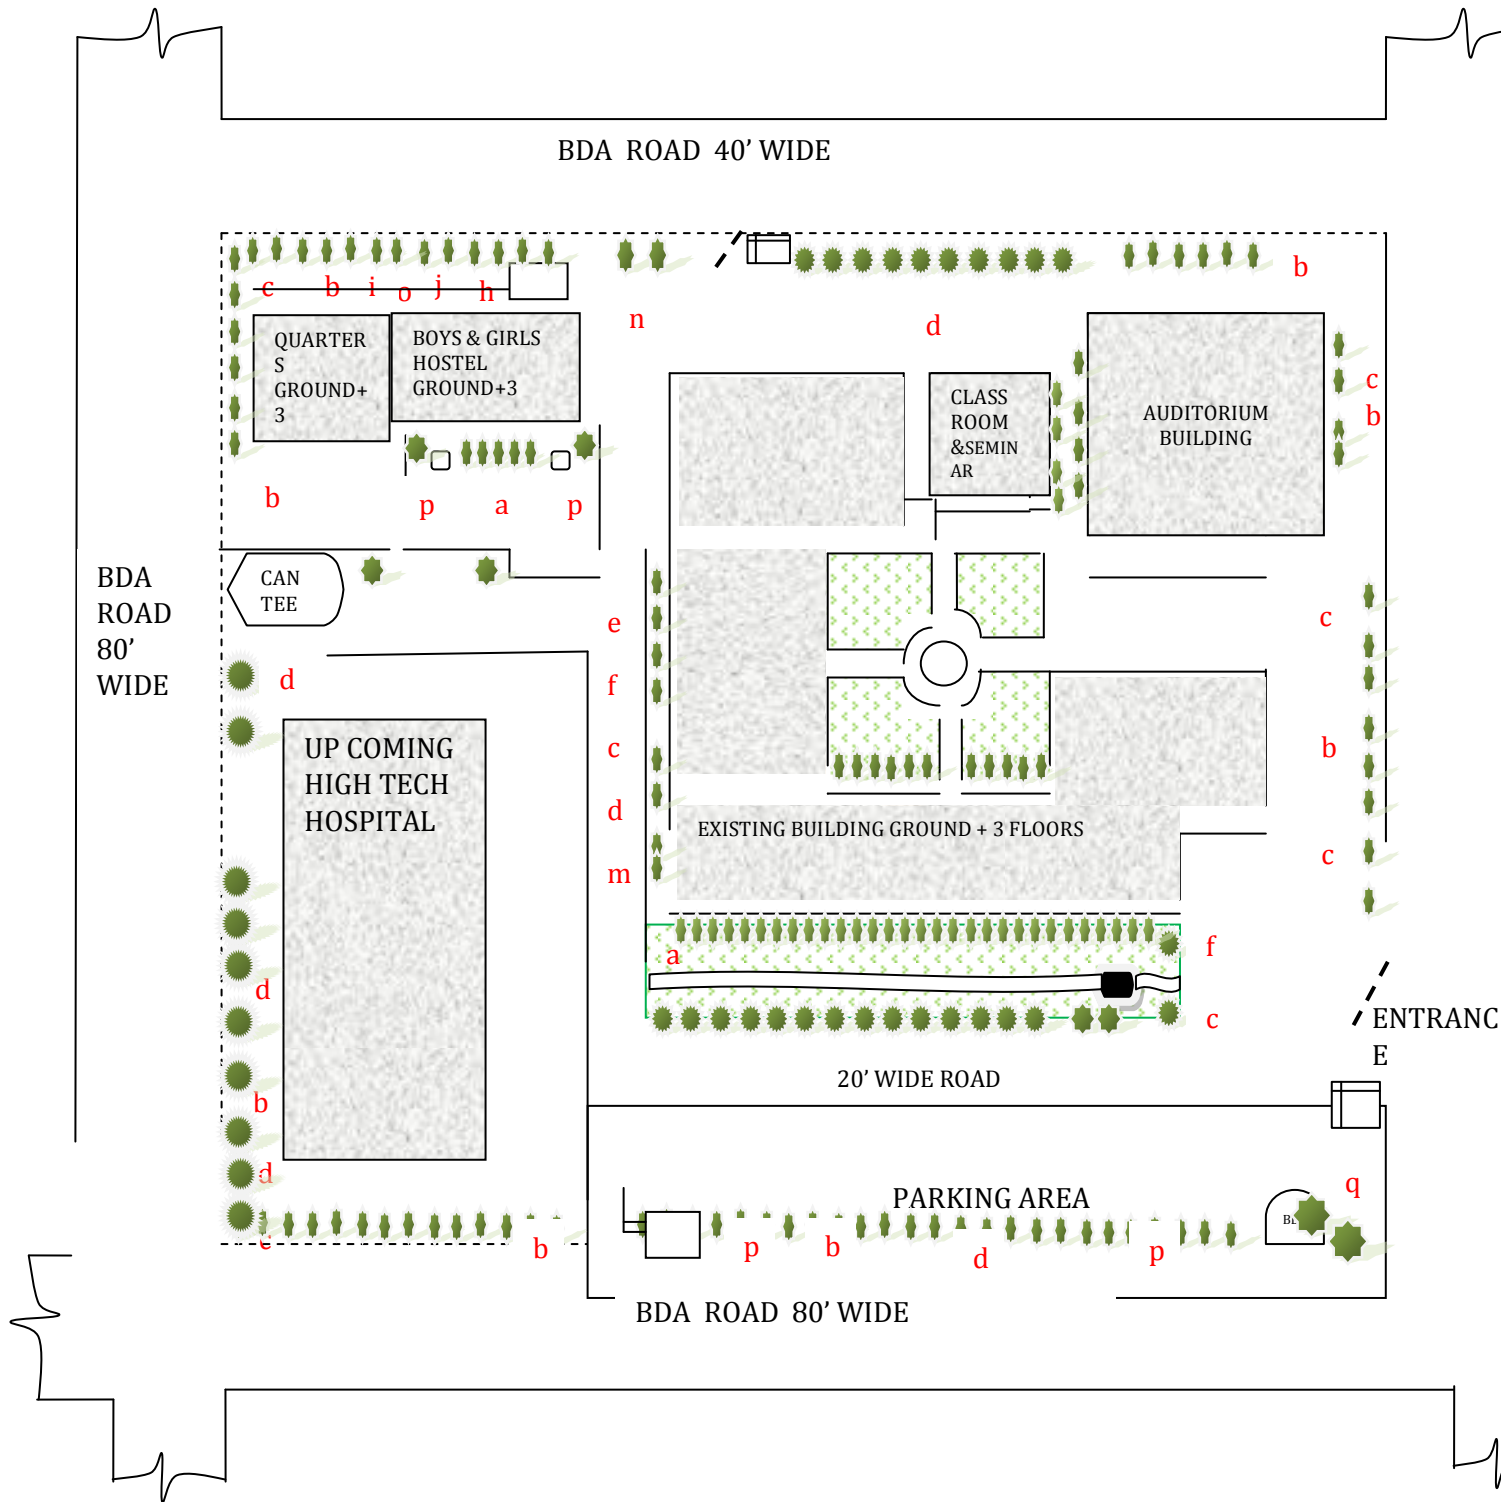 BDA ROAD 40’ WIDE
c b i o j h
n
d
b
QUARTER
S
GROUND+
3
BOYS & GIRLS
HOSTEL
GROUND+3
CLASS
ROOM
&SEMIN
AR
AUDITORIUM
BUILDING
c
b
b
p a p
CAN
TEE
BDA
ROAD
80’
WIDE
e
c
d
f
UP COMING
HIGH TECH
HOSPITAL
c
b
d
EXISTING BUILDING GROUND + 3 FLOORS
c
m
a
f
d
c
ENTRANC
E
20’ WIDE ROAD
b
d
PARKING AREA
q
b
p
b
d
p
BDA ROAD 80’ WIDE